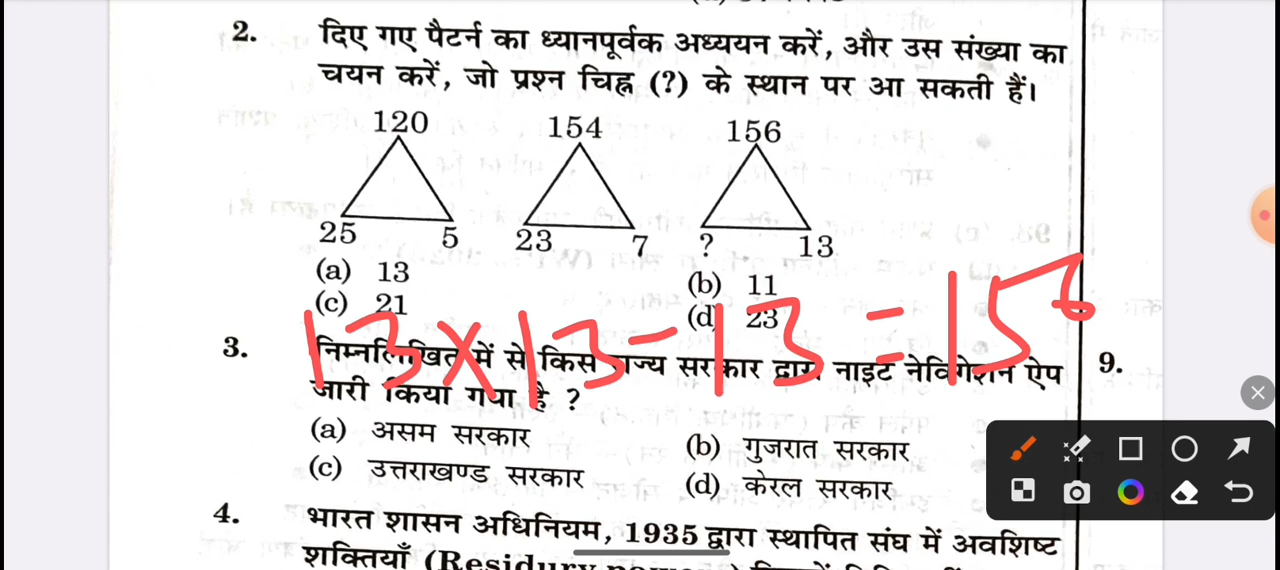 2. दिए गए पैटर्न का ध्यानपूर्वक अध्ययन करें, और उस संख्या का
चयन करें, जो प्रश्न चिह्न (?) के स्थान पर आ सकती हैं।
120 154 156
25 5 23 7 ? 13
(a) 13 (b) 11
(c) 21 (d) 23
13×13-13=156
3. निम्नलिखित में से किस राज्य सरकार द्वारा नाइट नेविगेशन ऐप 9.
जारी किया गया है ?
(a) असम सरकार (b) गुजरात सरकार
(c) उत्तराखण्ड सरकार (d) केरल सरकार
4. भारत शासन अधिनियम, 1935 द्वारा स्थापित संघ में अवशिष्ट
शक्तियाँ (Residury